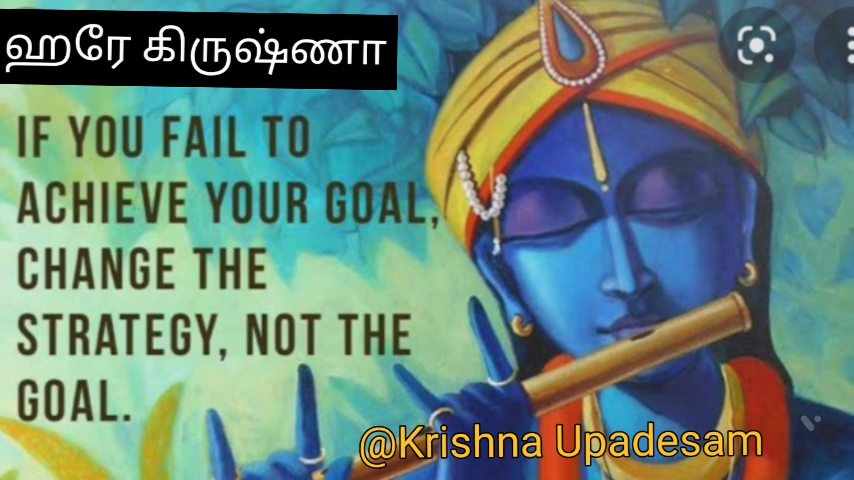 ஹரே கிருஷ்ணா
IF YOU FAIL TO
ACHIEVE YOUR GOAL,
CHANGE THE
STRATEGY, NOT THE
GOAL.
@Krishna Upadesam